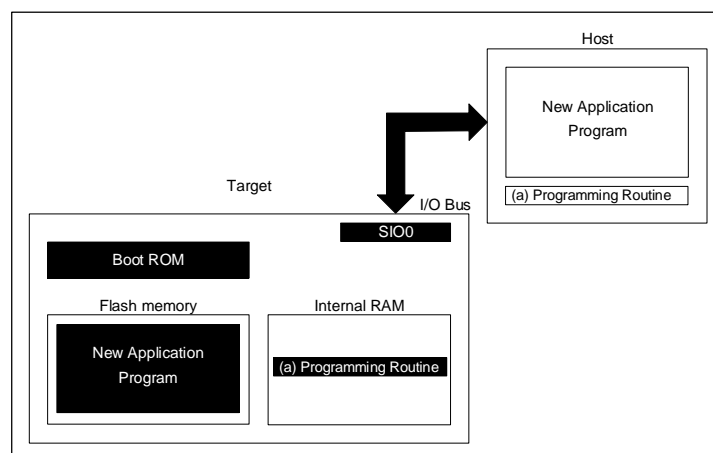 Host
New Application
Program
(a) Programming Routine
Target
I/O Bus
SIO0
Boot ROM
Flash memory
Internal RAM
New Application
Program
(a) Programming Routine